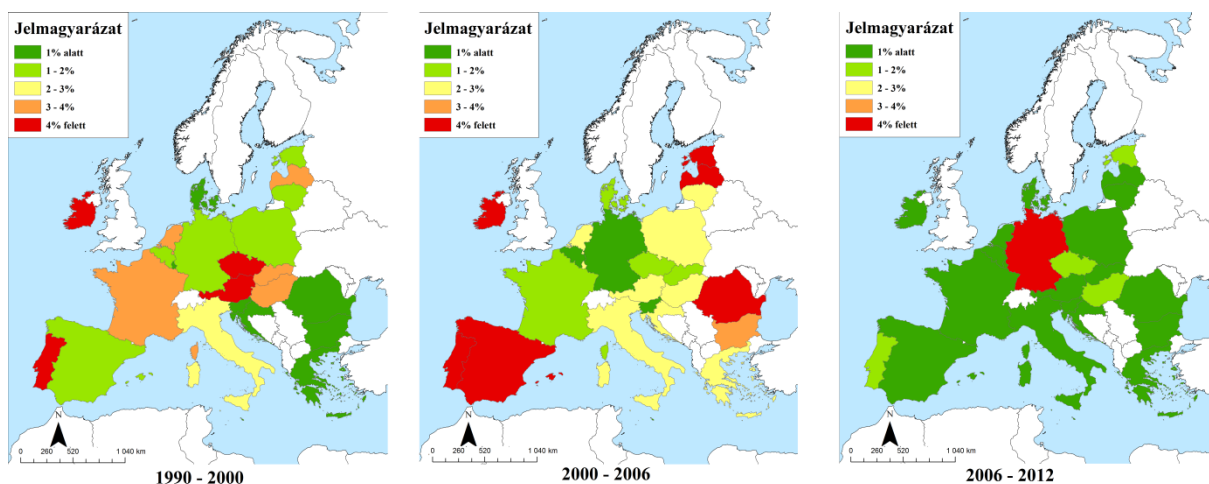 Jelmagyarázat
1% alatt
1 - 2%
2 - 3%
3 - 4%
4% felett
N
0 260 520 1 040 km
1990 - 2000
Jelmagyarázat
1% alatt
1 - 2%
2 - 3%
3 - 4%
4% felett
N
0 260 520 1 040 km
2000 - 2006
Jelmagyarázat
1% alatt
1 - 2%
2 - 3%
3 - 4%
4% felett
N
0 260 520 1 040 km
2006 - 2012